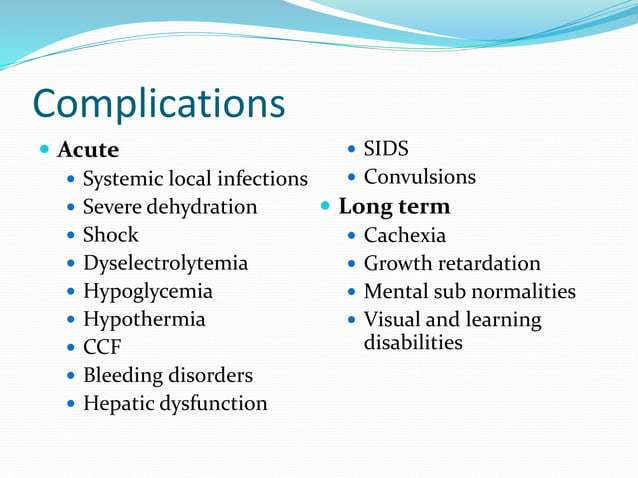 Complications
Acute
Systemic local infections
Severe dehydration
Shock
Dyselectrolytemia
Hypoglycemia
Hypothermia
CCF
Bleeding disorders
Hepatic dysfunction
SIDS
Convulsions
Long term
Cachexia
Growth retardation
Mental sub normalities
Visual and learning
disabilities